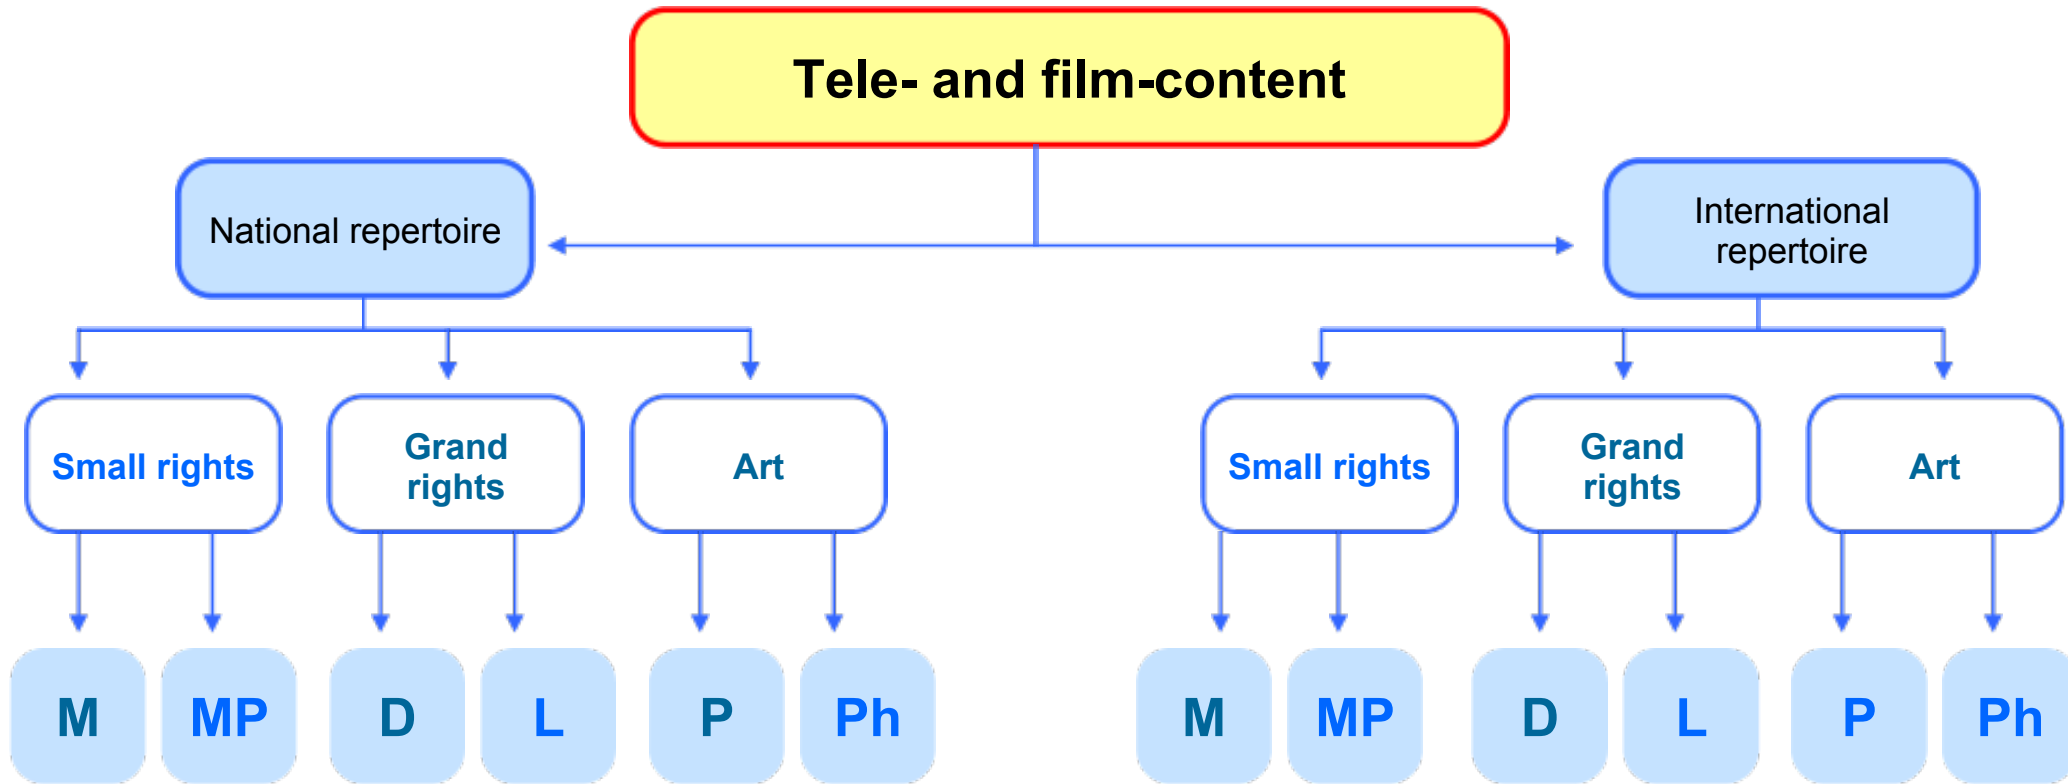 Tele- and film-content
National repertoire
International
repertoire
Small rights
Grand
rights
Art
Small rights
Grand
rights
Art
M
MP
D
L
P
Ph
M
MP
D
L
P
Ph